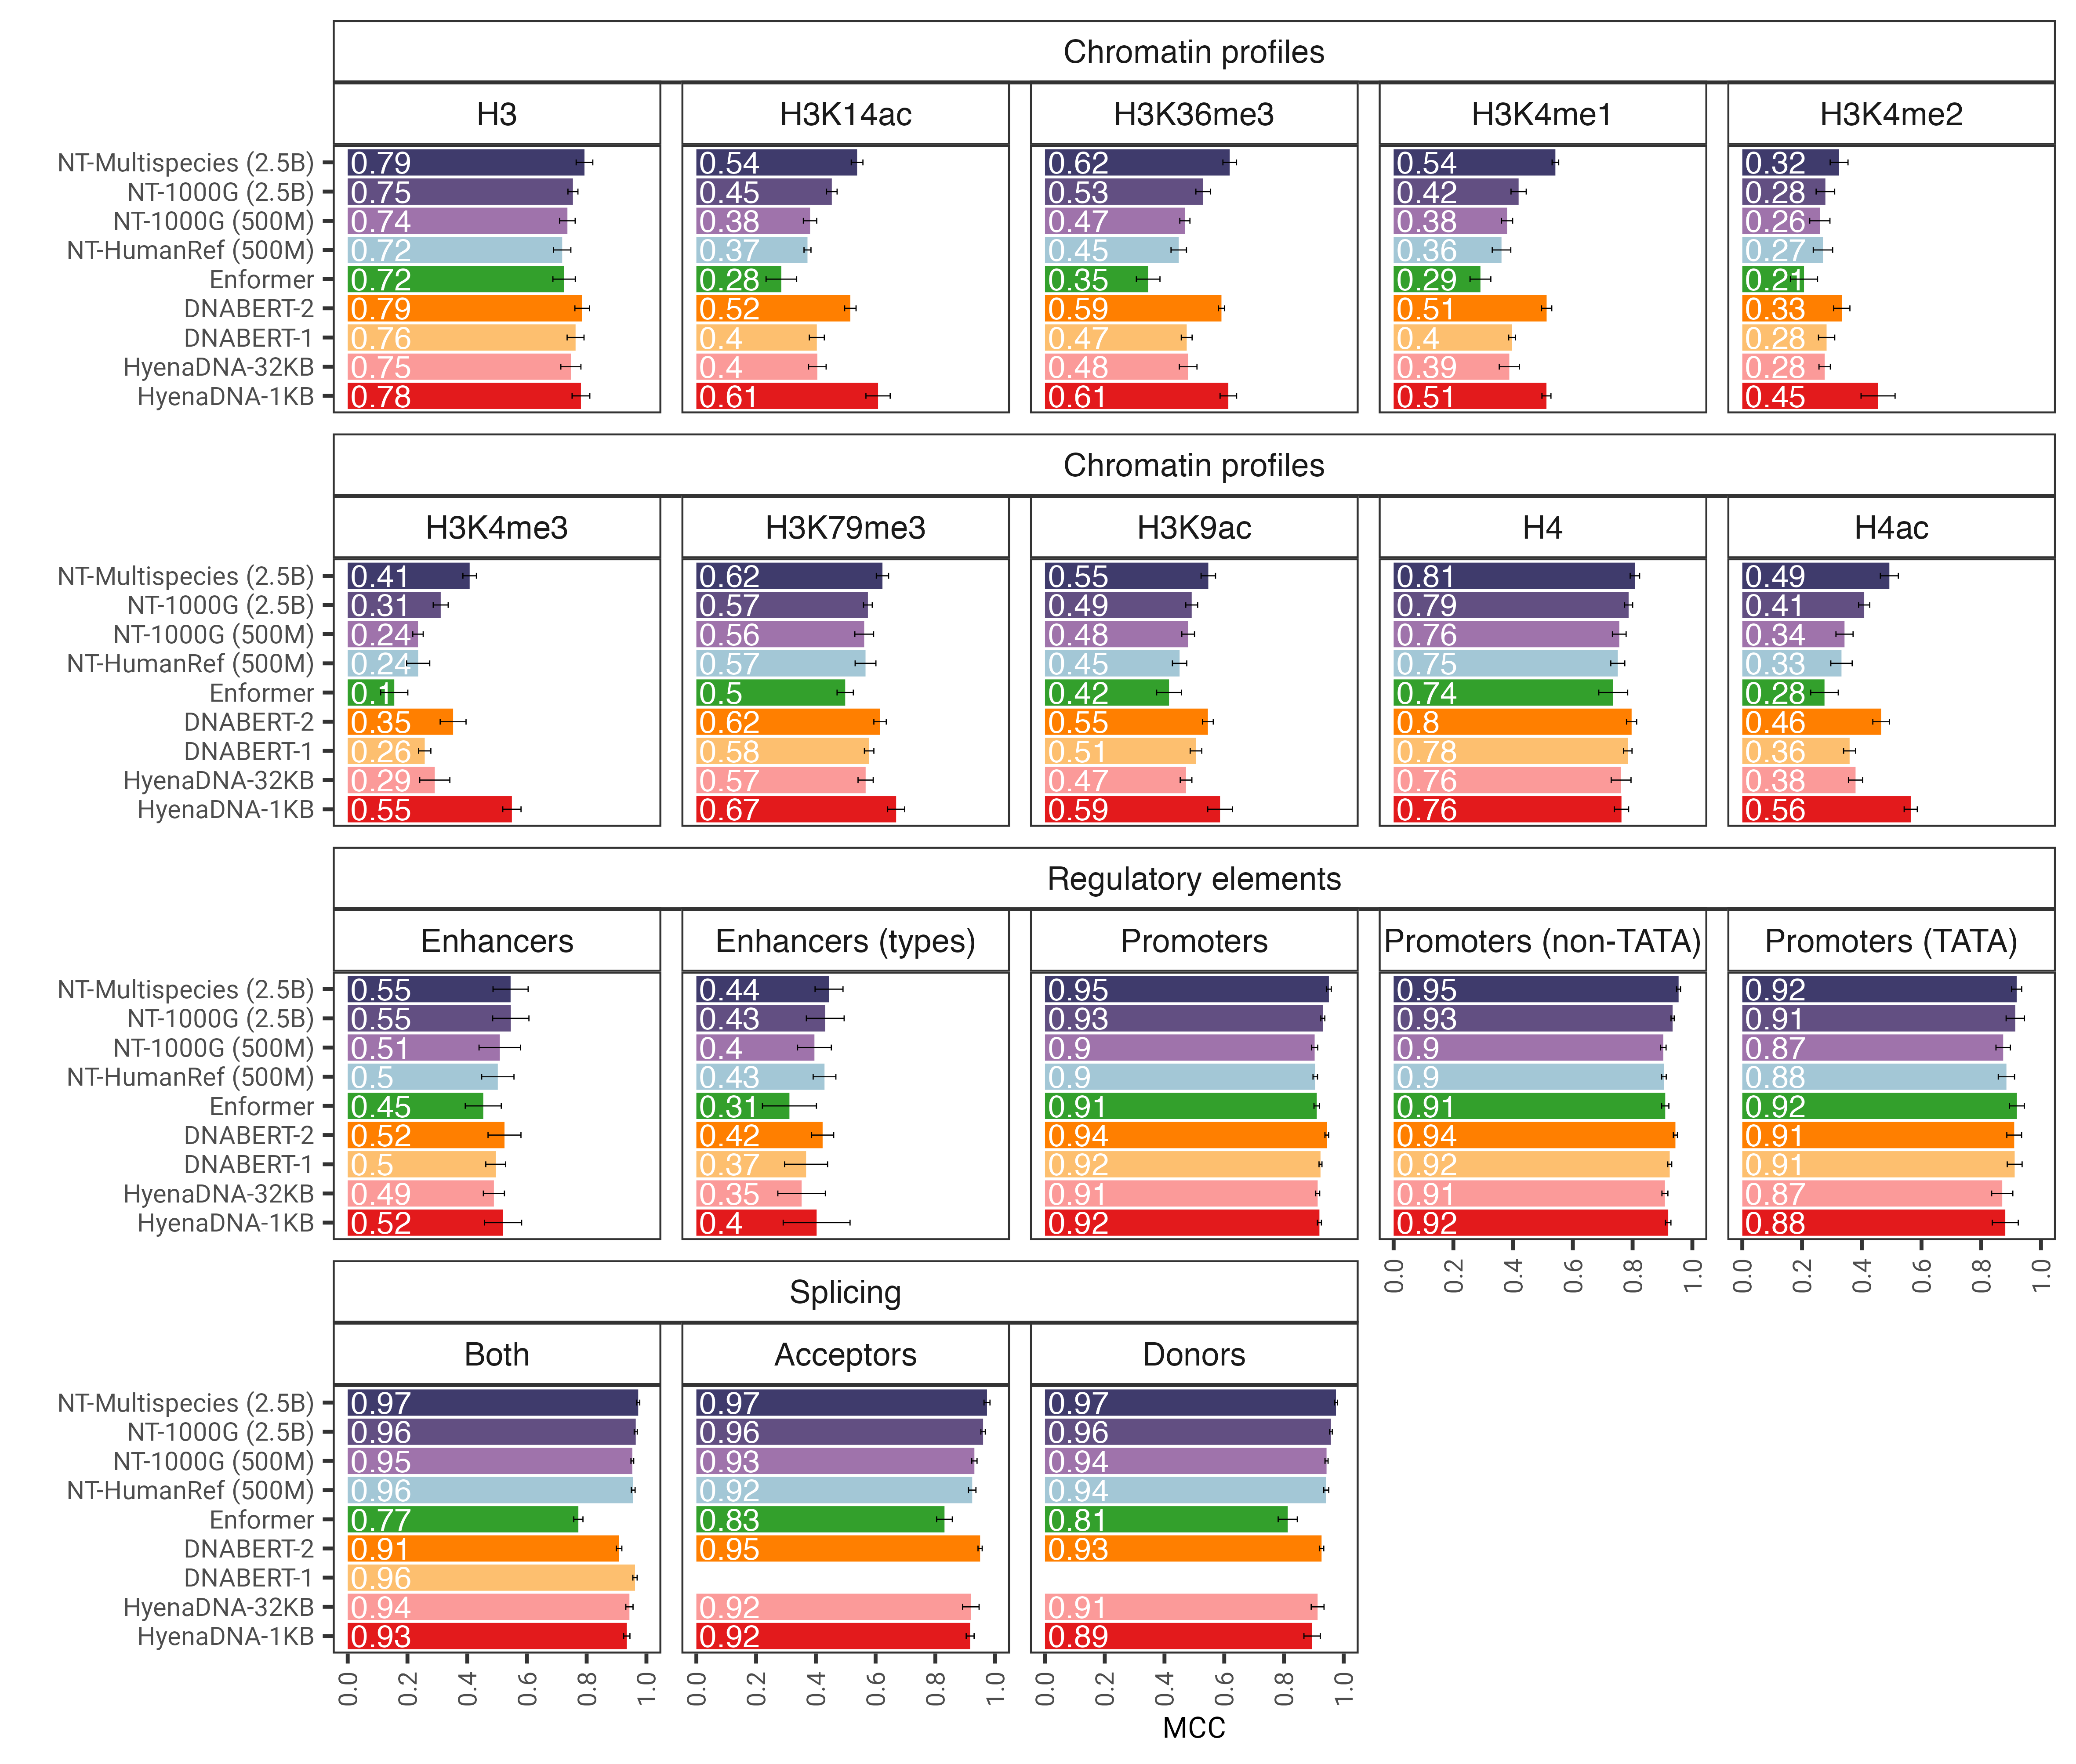 Chromatin profiles
H3 H3K14ac H3K36me3 H3K4me1 H3K4me2
NT-Multispecies (2.5B) 0.79 0.54 0.62 0.54 0.32
NT-1000G (2.5B) 0.75 0.45 0.53 0.42 0.28
NT-1000G (500M) 0.74 0.38 0.47 0.38 0.26
NT-HumanRef (500M) 0.72 0.37 0.45 0.36 0.27
Enformer 0.72 0.28 0.35 0.29 0.21
DNABERT-2 0.79 0.52 0.59 0.51 0.33
DNABERT-1 0.76 0.4 0.47 0.4 0.28
HyenaDNA-32KB 0.75 0.4 0.48 0.39 0.28
HyenaDNA-1KB 0.78 0.61 0.61 0.51 0.45
Chromatin profiles
H3K4me3 H3K79me3 H3K9ac H4 H4ac
NT-Multispecies (2.5B) 0.41 0.62 0.55 0.81 0.49
NT-1000G (2.5B) 0.31 0.57 0.49 0.79 0.41
NT-1000G (500M) 0.24 0.56 0.48 0.76 0.34
NT-HumanRef (500M) 0.24 0.57 0.45 0.75 0.33
Enformer 0.1 0.5 0.42 0.74 0.28
DNABERT-2 0.35 0.62 0.55 0.8 0.46
DNABERT-1 0.26 0.58 0.51 0.78 0.36
HyenaDNA-32KB 0.29 0.57 0.47 0.76 0.38
HyenaDNA-1KB 0.55 0.67 0.59 0.76 0.56
Regulatory elements
Enhancers Enhancers (types) Promoters Promoters (non-TATA) Promoters (TATA)
NT-Multispecies (2.5B) 0.55 0.44 0.95 0.95 0.92
NT-1000G (2.5B) 0.55 0.43 0.93 0.93 0.91
NT-1000G (500M) 0.51 0.4 0.9 0.9 0.87
NT-HumanRef (500M) 0.5 0.43 0.9 0.9 0.88
Enformer 0.45 0.31 0.91 0.91 0.92
DNABERT-2 0.52 0.42 0.94 0.94 0.91
DNABERT-1 0.5 0.37 0.92 0.92 0.91
HyenaDNA-32KB 0.49 0.35 0.91 0.91 0.87
HyenaDNA-1KB 0.52 0.4 0.92 0.92 0.88
0.0 0.2 0.4 0.6 0.8 1.0 0.0 0.2 0.4 0.6 0.8 1.0
Splicing
Both Acceptors Donors
NT-Multispecies (2.5B) 0.97 0.97 0.97
NT-1000G (2.5B) 0.96 0.96 0.96
NT-1000G (500M) 0.95 0.93 0.94
NT-HumanRef (500M) 0.96 0.92 0.94
Enformer 0.77 0.83 0.81
DNABERT-2 0.91 0.95 0.93
DNABERT-1 0.96
HyenaDNA-32KB 0.94 0.92 0.91
HyenaDNA-1KB 0.93 0.92 0.89
0.0 0.2 0.4 0.6 0.8 1.0 0.0 0.2 0.4 0.6 0.8 1.0 0.0 0.2 0.4 0.6 0.8 1.0
MCC